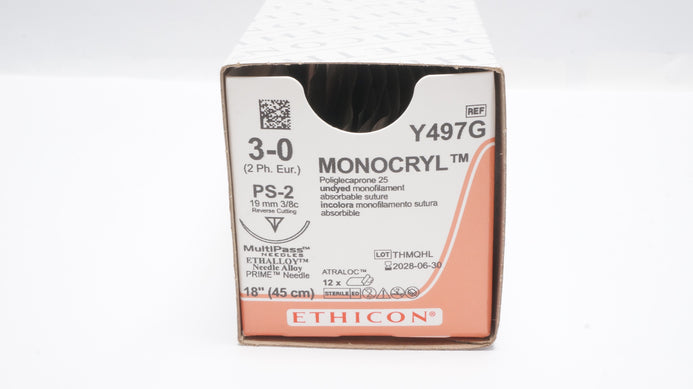 REF
Y497G
3-0
(2 Ph. Eur.)
MONOCRYL™
Poliglecaprone 25
undyed monofilament
absorbable suture
incolora monofilamento sutura
absorbible
PS-2
19 mm 3/8c
Reverse Cutting
MultiPass™
NEEDLES
ETHALLOY™
Needle Alloy
PRIME™ Needle
18" (45 cm)
LOT THMQHL
2028-06-30
ATRALOC™
12 x
STERILE EO
ETHICON®